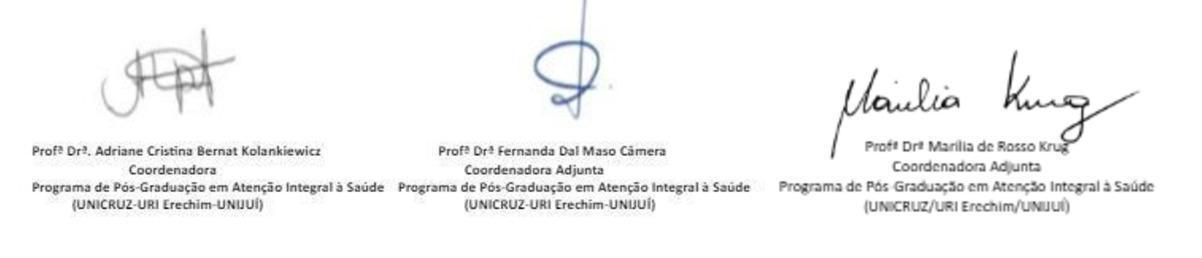 Profª Drª. Adriane Cristina Bernat Kolankiewicz
Coordenadora
Programa de Pós-Graduação em Atenção Integral à Saúde
(UNICRUZ-URI Erechim-UNIJUÍ)
Profª Drª Fernanda Dal Maso Câmera
Coordenadora Adjunta
Programa de Pós-Graduação em Atenção Integral à Saúde
(UNICRUZ-URI Erechim-UNIJUÍ)
Marilia Krug
Profª Drª Marília de Rosso Krug
Coordenadora Adjunta
Programa de Pós-Graduação em Atenção Integral à Saúde
(UNICRUZ/URI Erechim/UNIJUÍ)